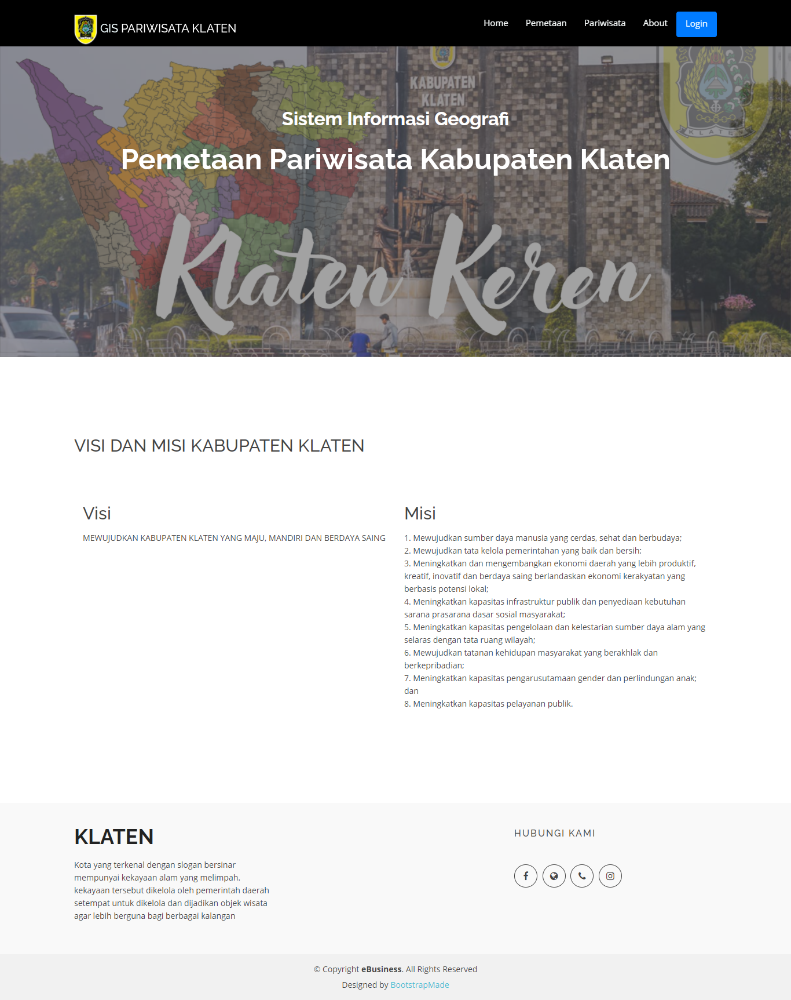 GIS PARIWISATA KLATEN
Home Pemetaan Pariwisata About Login
KABUPATEN
KLATEN
KLATEN
Sistem Informasi Geografi
Pemetaan Pariwisata Kabupaten Klaten
Klaten Keren
VISI DAN MISI KABUPATEN KLATEN
Visi
MEWUJUDKAN KABUPATEN KLATEN YANG MAJU, MANDIRI DAN BERDAYA SAING
Misi
1. Mewujudkan sumber daya manusia yang cerdas, sehat dan berbudaya;
2. Mewujudkan tata kelola pemerintahan yang baik dan bersih;
3. Meningkatkan dan mengembangkan ekonomi daerah yang lebih produktif,
kreatif, inovatif dan berdaya saing berlandaskan ekonomi kerakyatan yang
berbasis potensi lokal;
4. Meningkatkan kapasitas infrastruktur publik dan penyediaan kebutuhan
sarana prasarana dasar sosial masyarakat;
5. Meningkatkan kapasitas pengelolaan dan kelestarian sumber daya alam yang
selaras dengan tata ruang wilayah;
6. Mewujudkan tatanan kehidupan masyarakat yang berakhlak dan
berkepribadian;
7. Meningkatkan kapasitas pengarusutamaan gender dan perlindungan anak;
dan
8. Meningkatkan kapasitas pelayanan publik.
KLATEN
Kota yang terkenal dengan slogan bersinar
mempunyai kekayaan alam yang melimpah.
kekayaan tersebut dikelola oleh pemerintah daerah
setempat untuk dikelola dan dijadikan objek wisata
agar lebih berguna bagi berbagai kalangan
HUBUNGI KAMI
© Copyright eBusiness. All Rights Reserved
Designed by BootstrapMade